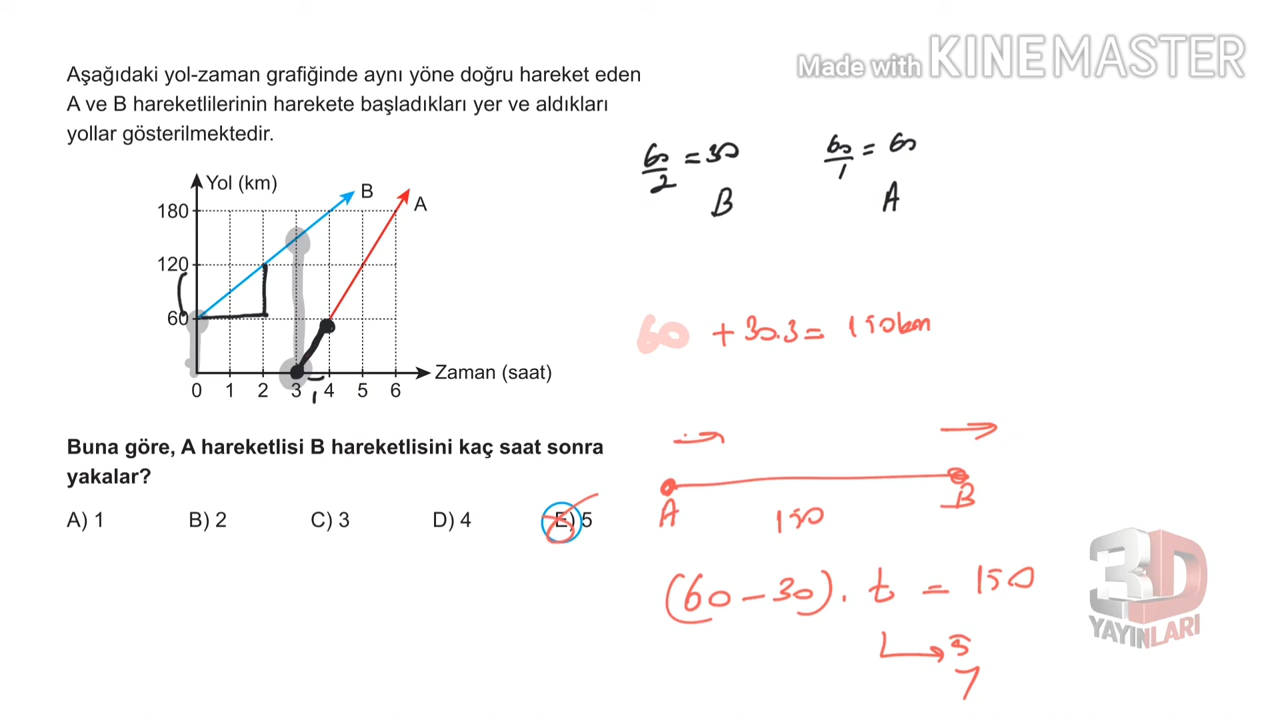 Made with KINEMASTER
Aşağıdaki yol-zaman grafiğinde aynı yöne doğru hareket eden
A ve B hareketlilerinin harekete başladıkları yer ve aldıkları
yollar gösterilmektedir.
Yol (km)
B
A
180
120
60
0 1 2 3 4 5 6
Zaman (saat)
1
Buna göre, A hareketlisi B hareketlisini kaç saat sonra
yakalar?
A) 1 B) 2 C) 3 D) 4 E) 5
60/2 = 30
B
60/1 = 60
A
60 + 30.3 = 150km
A B
150
(60 - 30) . t = 150
5
3D
YAYINLARI